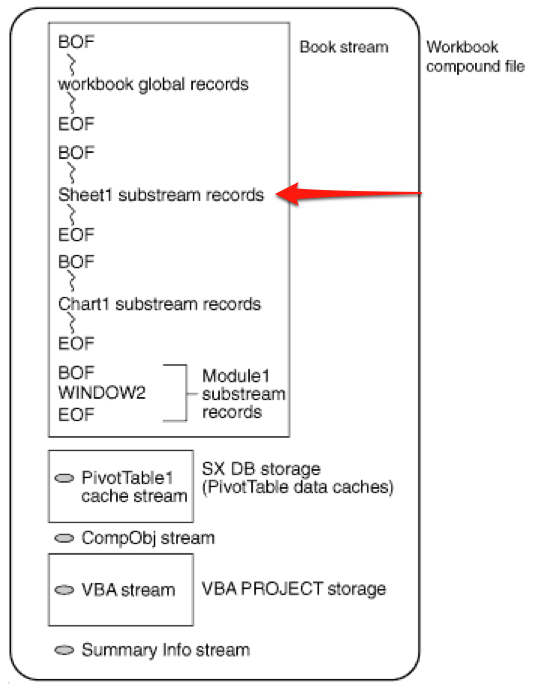 BOF
Book stream
Workbook
compound file
workbook global records
EOF
BOF
Sheet1 substream records
EOF
BOF
Chart1 substream records
EOF
BOF
WINDOW2
EOF
Module1
substream
records
PivotTable1
cache stream
SX DB storage
(PivotTable data caches)
CompObj stream
VBA stream
VBA PROJECT storage
Summary Info stream